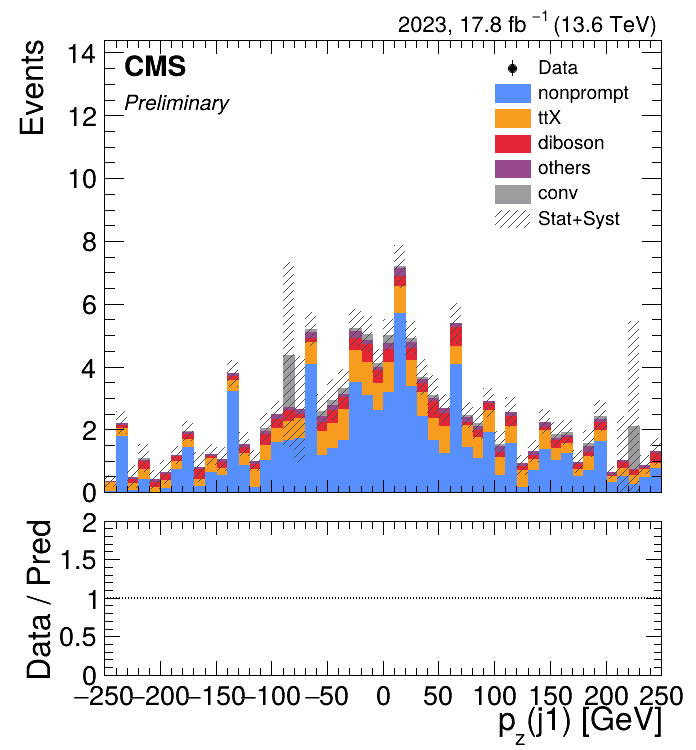 2023, 17.8 fb⁻¹ (13.6 TeV)
CMS
Preliminary
Events
14
12
10
8
6
4
2
0
Data
nonprompt
ttX
diboson
others
conv
Stat+Syst
Data / Pred
2
1.5
1
0.5
0
−250 −200 −150 −100 −50 0 50 100 150 200 250
p_z(j1) [GeV]